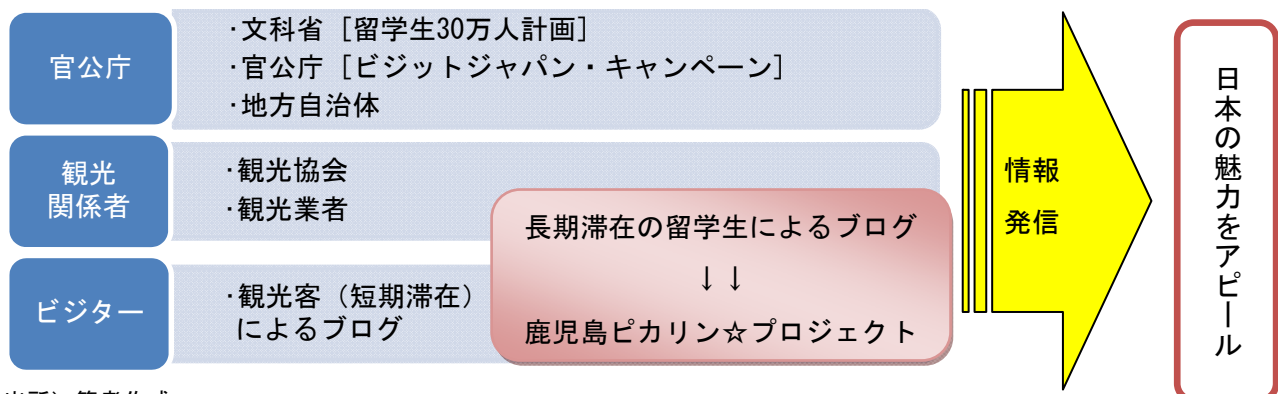 官公庁
·文科省［留学生30万人計画］
·官公庁［ビジットジャパン・キャンペーン］
·地方自治体
観光
関係者
·観光協会
·観光業者
ビジター
·観光客（短期滞在）
によるブログ
長期滞在の留学生によるブログ
↓↓
鹿児島ピカリン☆プロジェクト
情報
発信
日本の魅力をアピール